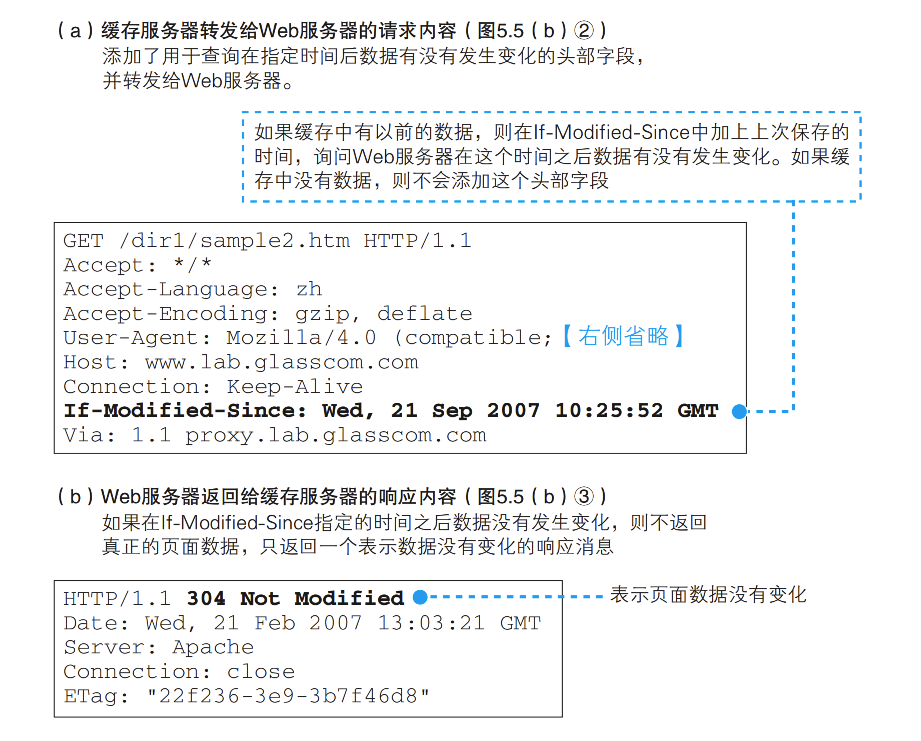 （a）缓存服务器转发给Web服务器的请求内容（图5.5（b）②）
添加了用于查询在指定时间后数据有没有发生变化的头部字段，
并转发给Web服务器。
如果缓存中有以前的数据，则在If-Modified-Since中加上上次保存的
时间，询问Web服务器在这个时间之后数据有没有发生变化。如果缓
存中没有数据，则不会添加这个头部字段
GET /dir1/sample2.htm HTTP/1.1
Accept: */*
Accept-Language: zh
Accept-Encoding: gzip, deflate
User-Agent: Mozilla/4.0 (compatible;【右侧省略】
Host: www.lab.glasscom.com
Connection: Keep-Alive
If-Modified-Since: Wed, 21 Sep 2007 10:25:52 GMT
Via: 1.1 proxy.lab.glasscom.com
（b）Web服务器返回给缓存服务器的响应内容（图5.5（b）③）
如果在If-Modified-Since指定的时间之后数据没有发生变化，则不返回
真正的页面数据，只返回一个表示数据没有变化的响应消息
HTTP/1.1 304 Not Modified 表示页面数据没有变化
Date: Wed, 21 Feb 2007 13:03:21 GMT
Server: Apache
Connection: close
ETag: "22f236-3e9-3b7f46d8"